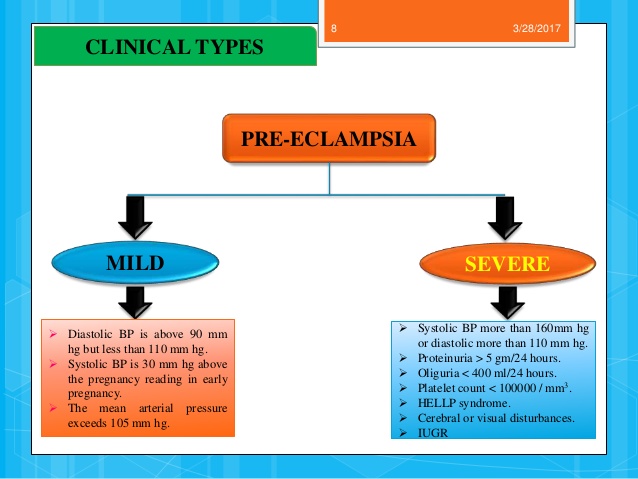 8
3/28/2017
CLINICAL TYPES
PRE-ECLAMPSIA
MILD
SEVERE
➢ Diastolic BP is above 90 mm
hg but less than 110 mm hg.
➢ Systolic BP is 30 mm hg above
the pregnancy reading in early
pregnancy.
➢ The mean arterial pressure
exceeds 105 mm hg.
➢ Systolic BP more than 160mm hg
or diastolic more than 110 mm hg.
➢ Proteinuria > 5 gm/24 hours.
➢ Oliguria < 400 ml/24 hours.
➢ Platelet count < 100000 / mm³.
➢ HELLP syndrome.
➢ Cerebral or visual disturbances.
➢ IUGR